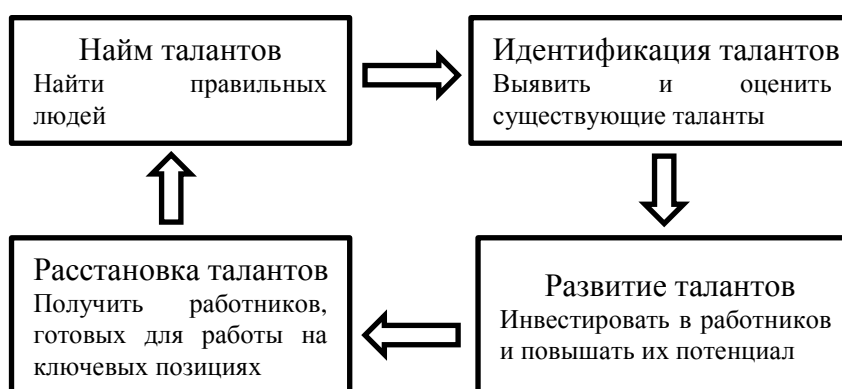 Найм талантов
Найти правильных
людей
Идентификация талантов
Выявить и оценить
существующие таланты
Расстановка талантов
Получить работников,
готовых для работы на
ключевых позициях
Развитие талантов
Инвестировать в работников
и повышать их потенциал